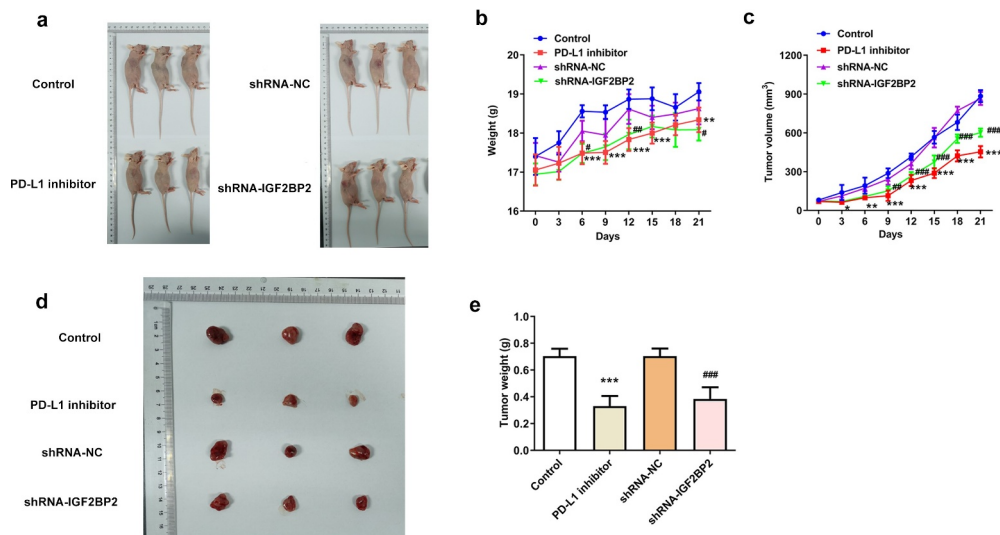 a
Control
shRNA-NC
PD-L1 inhibitor
shRNA-IGF2BP2
b
Control
PD-L1 inhibitor
shRNA-NC
shRNA-IGF2BP2
Weight (g)
20
19
18
17
16
#
***
***
##
***
***
**
#
0 3 6 9 12 15 18 21
Days
c
Control
PD-L1 inhibitor
shRNA-NC
shRNA-IGF2BP2
Tumor volume (mm3)
1200
900
600
300
0
*
**
##
***
###
***
###
***
###
***
###
***
0 3 6 9 12 15 18 21
Days
d
Control
PD-L1 inhibitor
shRNA-NC
shRNA-IGF2BP2
e
Tumor weight (g)
1.0
0.8
0.6
0.4
0.2
0.0
***
###
Control
PD-L1 inhibitor
shRNA-NC
shRNA-IGF2BP2